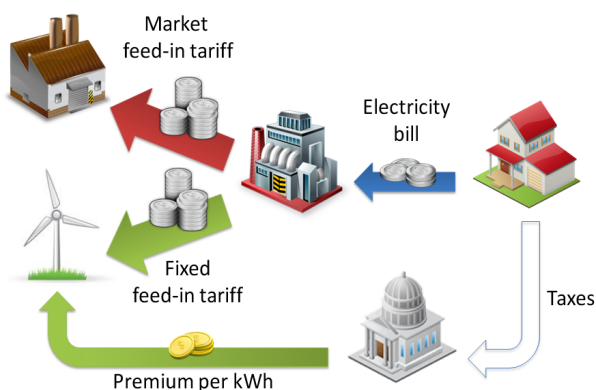 Market
feed-in tariff
Electricity
bill
Fixed
feed-in tariff
Taxes
Premium per kWh